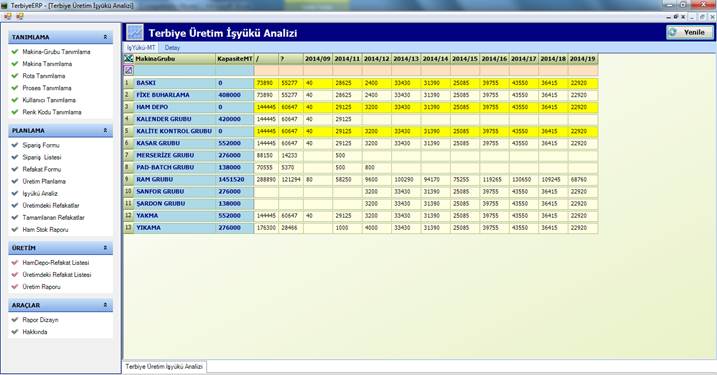 TerbiyeERP - [Terbiye Üretim İşyükü Analizi]
TANIMLAMA
Makina-Grubu Tanımlama
Makina Tanımlama
Rota Tanımlama
Proses Tanımlama
Kullanıcı Tanımlama
Renk Kodu Tanımlama
PLANLAMA
Sipariş Formu
Sipariş Listesi
Refakat Formu
Üretim Planlama
İşyükü Analiz
Üretimdeki Refakatlar
Tamamlanan Refakatlar
Ham Stok Raporu
ÜRETİM
HamDepo-Refakat Listesi
Üretimdeki Refakat Listesi
Üretim Raporu
ARAÇLAR
Rapor Dizayn
Hakkında
Terbiye Üretim İşyükü Analizi
Yenile
İşYükü-MT Detay
MakinaGrubu KapasiteMT / ? 2014/09 2014/11 2014/12 2014/13 2014/14 2014/15 2014/16 2014/17 2014/18 2014/19
1 BASKI 0 73890 55277 40 28625 2400 33430 31390 25085 39755 43550 36415 22920
2 FİXE BUHARLAMA 408000 73890 55277 40 28625 2400 33430 31390 25085 39755 43550 36415 22920
3 HAM DEPO 0 144445 60647 40 29125 3200 33430 31390 25085 39755 43550 36415 22920
4 KALENDER GRUBU 420000 144445 60647 40 29125
5 KALİTE KONTROL GRUBU 0 144445 60647 40 29125 3200 33430 31390 25085 39755 43550 36415 22920
6 KASAR GRUBU 552000 144445 60647 40 29125 3200 33430 31390 25085 39755 43550 36415 22920
7 MERSERİZE GRUBU 276000 88150 14233 500
8 PAD-BATCH GRUBU 138000 70555 5370 500 800
9 RAM GRUBU 1451520 288890 121294 80 58250 9600 100290 94170 75255 119265 130650 109245 68760
10 SANFOR GRUBU 276000 3200 33430 31390 25085 39755 43550 36415 22920
11 ŞARDON GRUBU 138000 3200 33430 31390 25085 39755 43550 36415 22920
12 YAKMA 552000 144445 60647 40 29125 3200 33430 31390 25085 39755 43550 36415 22920
13 YIKAMA 276000 176300 28466 1000 4000 33430 31390 25085 39755 43550 36415 22920
Terbiye Üretim İşyükü Analizi